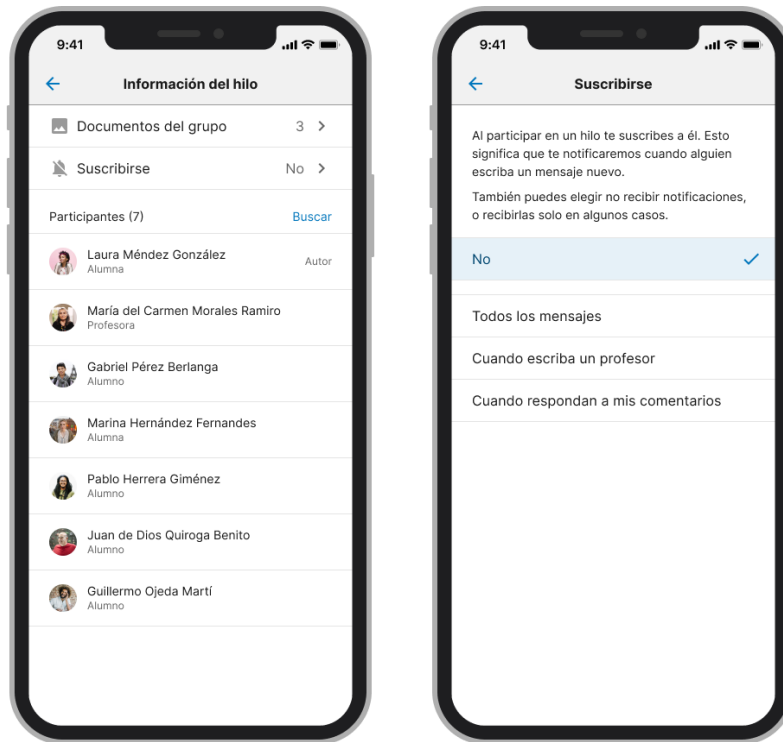 9:41
Información del hilo
Documentos del grupo 3
Suscribirse No
Participantes (7) Buscar
Laura Méndez González
Alumna
Autor
María del Carmen Morales Ramiro
Profesora
Gabriel Pérez Berlanga
Alumno
Marina Hernández Fernandes
Alumna
Pablo Herrera Giménez
Alumno
Juan de Dios Quiroga Benito
Alumno
Guillermo Ojeda Martí
Alumno
9:41
Suscribirse
Al participar en un hilo te suscribes a él. Esto
significa que te notificaremos cuando alguien
escriba un mensaje nuevo.
También puedes elegir no recibir notificaciones,
o recibirlas solo en algunos casos.
No
Todos los mensajes
Cuando escriba un profesor
Cuando respondan a mis comentarios